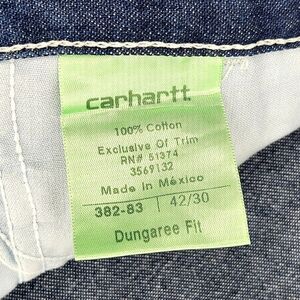 carhartt
100% Cotton
Exclusive Of Trim
RN# 51374
3569132
Made in México
382-83 | 42/30
Dungaree Fit